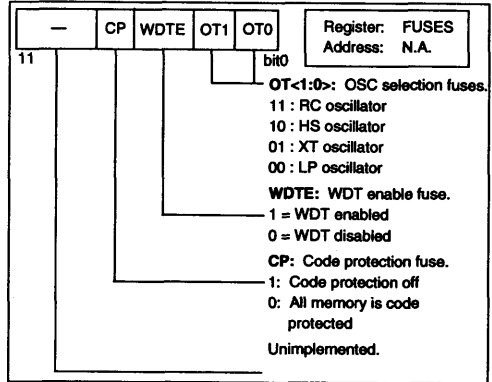 — CP WDTE OT1 OT0
Register: FUSES
Address: N.A.
11 bit0
OT<1:0>: OSC selection fuses.
11 : RC oscillator
10 : HS oscillator
01 : XT oscillator
00 : LP oscillator
WDTE: WDT enable fuse.
1 = WDT enabled
0 = WDT disabled
CP: Code protection fuse.
1: Code protection off
0: All memory is code
protected
Unimplemented.